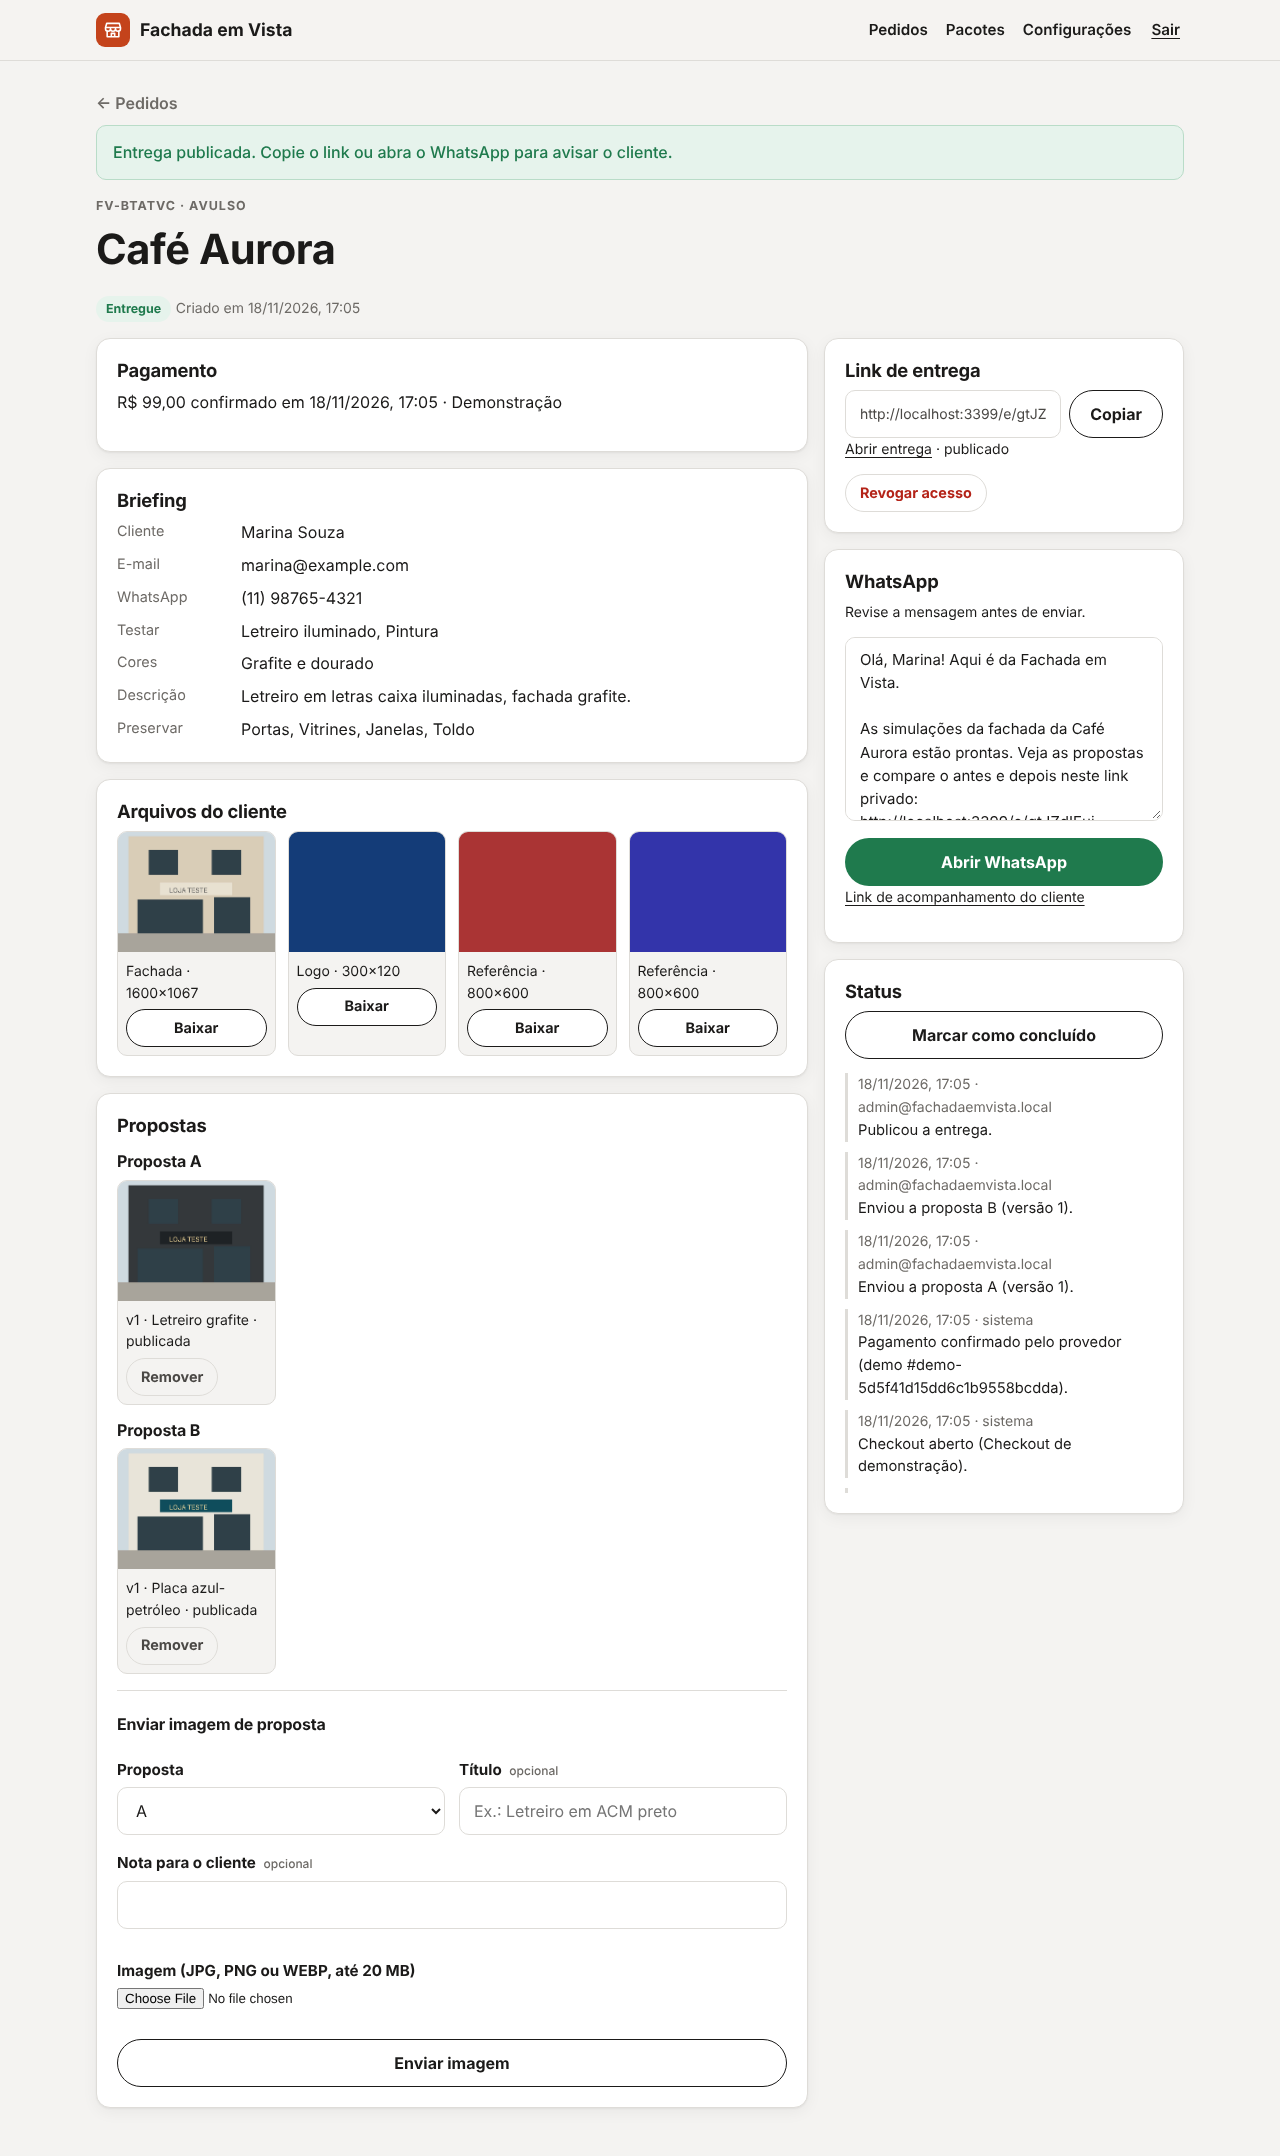 Fachada em Vista
Pedidos
Pacotes
Configurações
Sair
← Pedidos
Entrega publicada. Copie o link ou abra o WhatsApp para avisar o cliente.
FV-BTATVC · AVULSO
Café Aurora
Entregue Criado em 18/11/2026, 17:05
Pagamento
R$ 99,00 confirmado em 18/11/2026, 17:05 · Demonstração
Briefing
Cliente Marina Souza
E-mail marina@example.com
WhatsApp (11) 98765-4321
Testar Letreiro iluminado, Pintura
Cores Grafite e dourado
Descrição Letreiro em letras caixa iluminadas, fachada grafite.
Preservar Portas, Vitrines, Janelas, Toldo
Arquivos do cliente
LOJA TESTE
Fachada ·
1600×1067
Baixar
Logo · 300×120
Baixar
Referência ·
800×600
Baixar
Referência ·
800×600
Baixar
Propostas
Proposta A
LOJA TESTE
v1 · Letreiro grafite ·
publicada
Remover
Proposta B
LOJA TESTE
v1 · Placa azul-
petróleo · publicada
Remover
Enviar imagem de proposta
Proposta
A
Título opcional
Ex.: Letreiro em ACM preto
Nota para o cliente opcional
Imagem (JPG, PNG ou WEBP, até 20 MB)
Choose File No file chosen
Enviar imagem
Link de entrega
http://localhost:3399/e/gtJZ
Copiar
Abrir entrega · publicado
Revogar acesso
WhatsApp
Revise a mensagem antes de enviar.
Olá, Marina! Aqui é da Fachada em
Vista.
As simulações da fachada da Café
Aurora estão prontas. Veja as propostas
e compare o antes e depois neste link
privado:
Abrir WhatsApp
Link de acompanhamento do cliente
Status
Marcar como concluído
18/11/2026, 17:05 ·
admin@fachadaemvista.local
Publicou a entrega.
18/11/2026, 17:05 ·
admin@fachadaemvista.local
Enviou a proposta B (versão 1).
18/11/2026, 17:05 ·
admin@fachadaemvista.local
Enviou a proposta A (versão 1).
18/11/2026, 17:05 · sistema
Pagamento confirmado pelo provedor
(demo #demo-
5d5f41d15dd6c1b9558bcdda).
18/11/2026, 17:05 · sistema
Checkout aberto (Checkout de
demonstração).